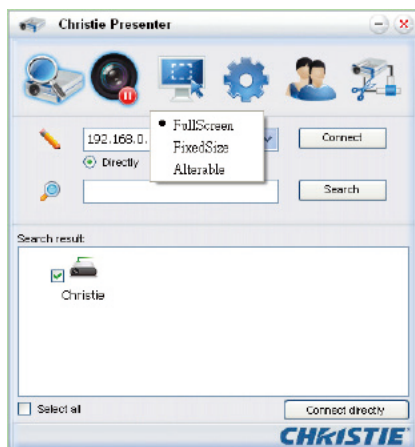 Christie Presenter
FullScreen
FixedSize
Alterable
192.168.0.
Connect
Directly
Search
Search result:
Christie
Select all
Connect directly
CHRISTIE